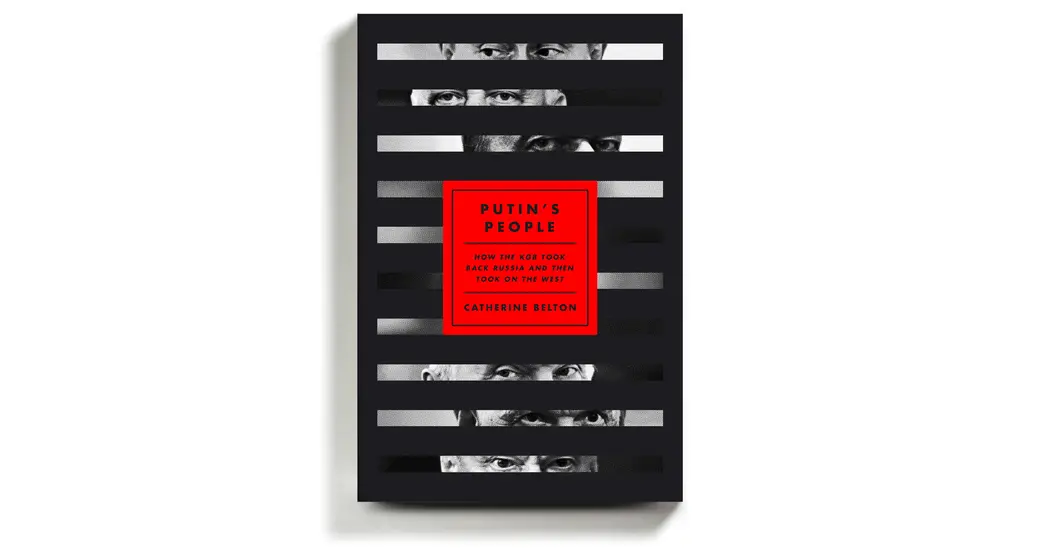 PUTIN'S
PEOPLE
HOW THE KGB TOOK
BACK RUSSIA AND THEN
TOOK ON THE WEST
CATHERINE BELTON